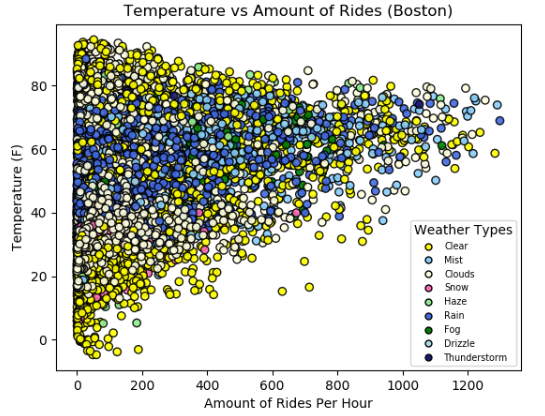 Temperature vs Amount of Rides (Boston)
Temperature (F)
80
60
40
20
0
0 200 400 600 800 1000 1200
Amount of Rides Per Hour
Weather Types
Clear
Mist
Clouds
Snow
Haze
Rain
Fog
Drizzle
Thunderstorm